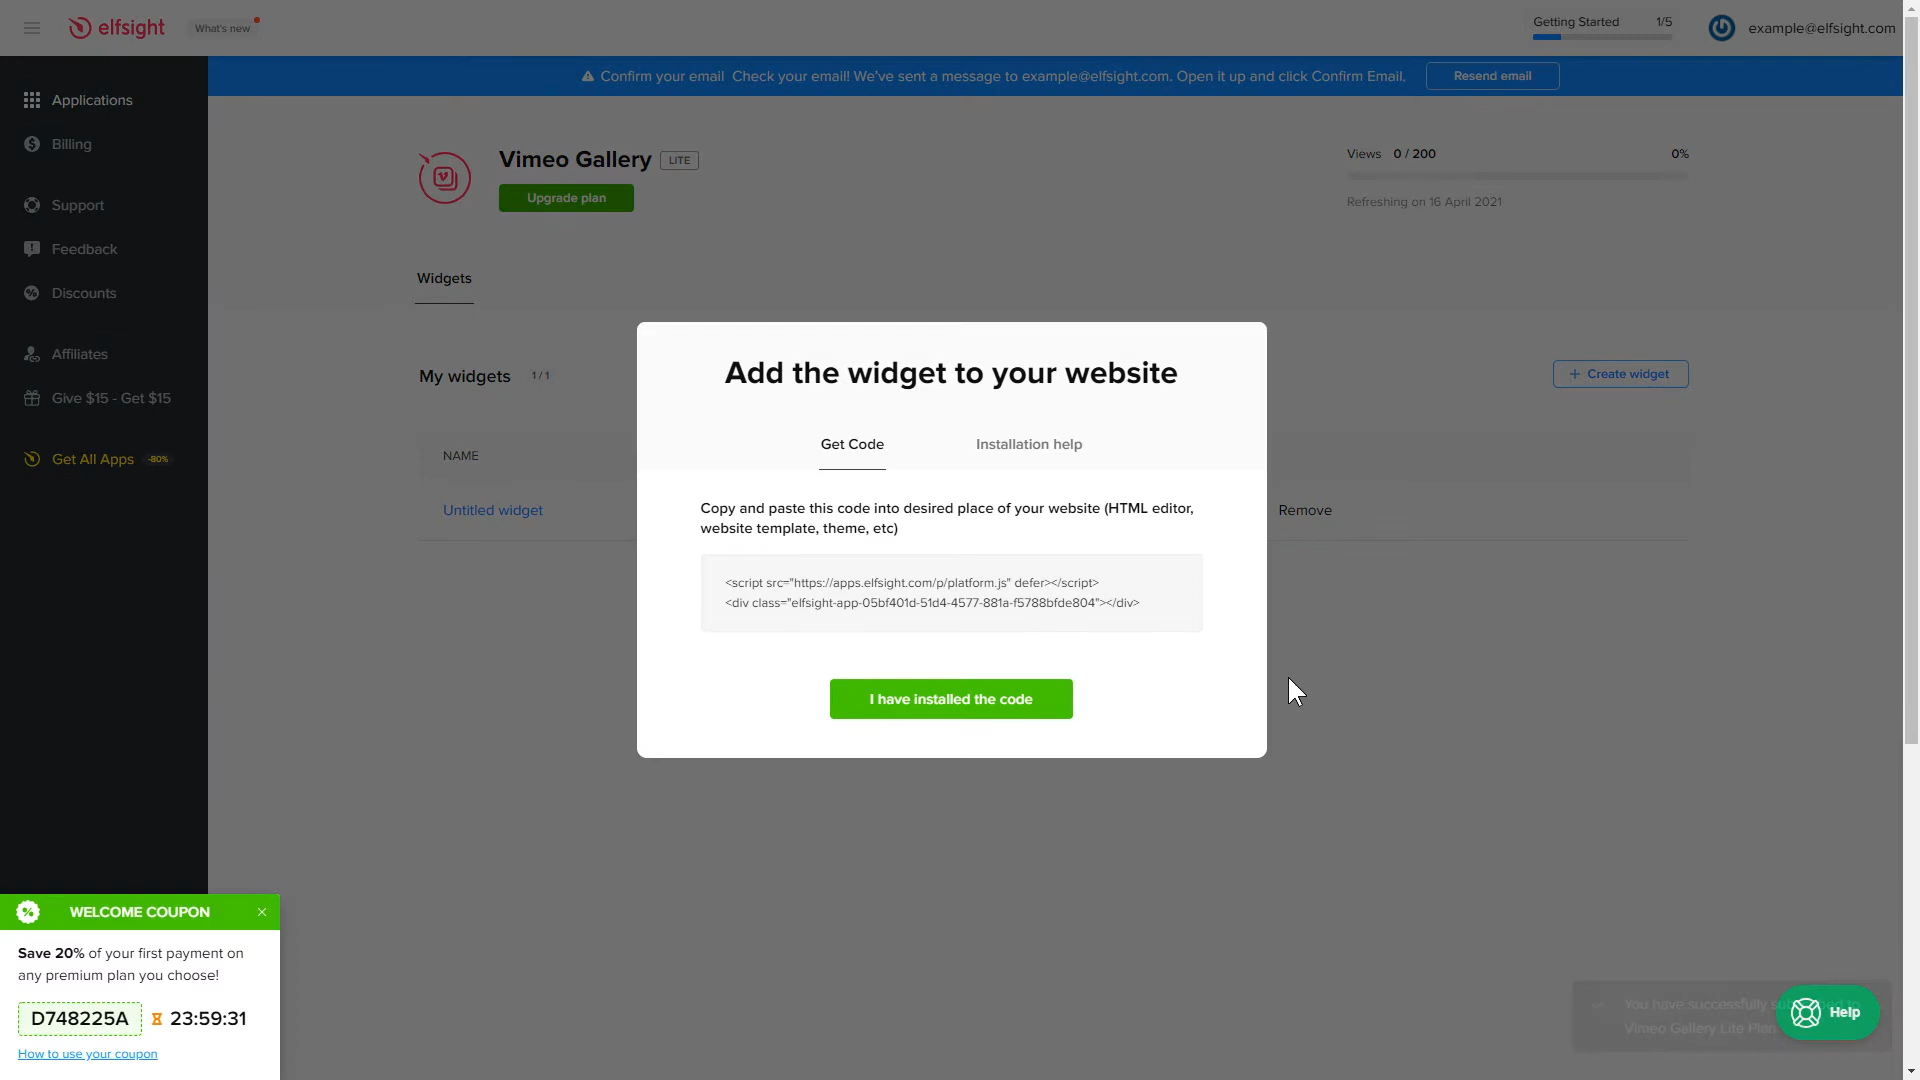 elfsight
What's new
Getting Started 1/5
example@elfsight.com
Confirm your email Check your email! We've sent a message to example@elfsight.com. Open it up and click Confirm Email.
Resend email
Applications
Billing
Support
Feedback
Discounts
Affiliates
Give $15 - Get $15
Get All Apps -80%
Vimeo Gallery LITE
Upgrade plan
Views 0 / 200 0%
Refreshing on 16 April 2021
Widgets
My widgets 1 / 1
+ Create widget
NAME
Untitled widget
Remove
Add the widget to your website
Get Code
Installation help
Copy and paste this code into desired place of your website (HTML editor,
website template, theme, etc)
<script src="https://apps.elfsight.com/p/platform.js" defer></script>
<div class="elfsight-app-05bf401d-51d4-4577-881a-f5788bfde804"></div>
I have installed the code
WELCOME COUPON
Save 20% of your first payment on
any premium plan you choose!
D748225A 23:59:31
How to use your coupon
You have successfully
Vimeo Gallery Lite Plan
Help